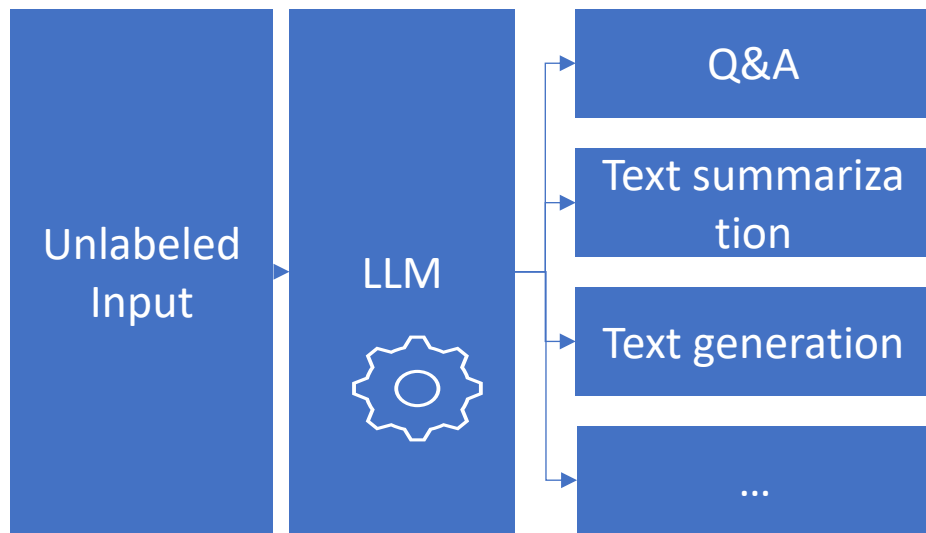 Unlabeled
Input
LLM
Q&A
Text summariza
tion
Text generation
...